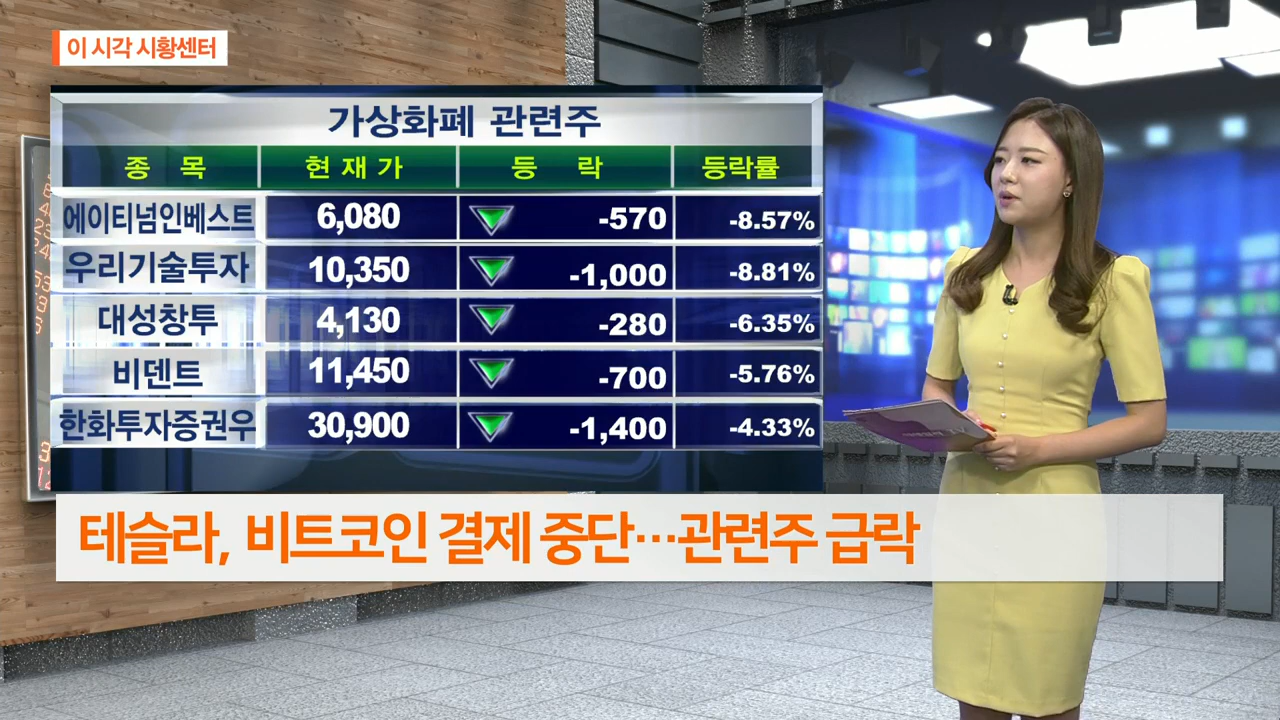 이 시각 시황센터
가상화폐 관련주
종 목 현 재 가 등 락 등락률
에이티넘인베스트 6,080 -570 -8.57%
우리기술투자 10,350 -1,000 -8.81%
대성창투 4,130 -280 -6.35%
비덴트 11,450 -700 -5.76%
한화투자증권우 30,900 -1,400 -4.33%
테슬라, 비트코인 결제 중단…관련주 급락